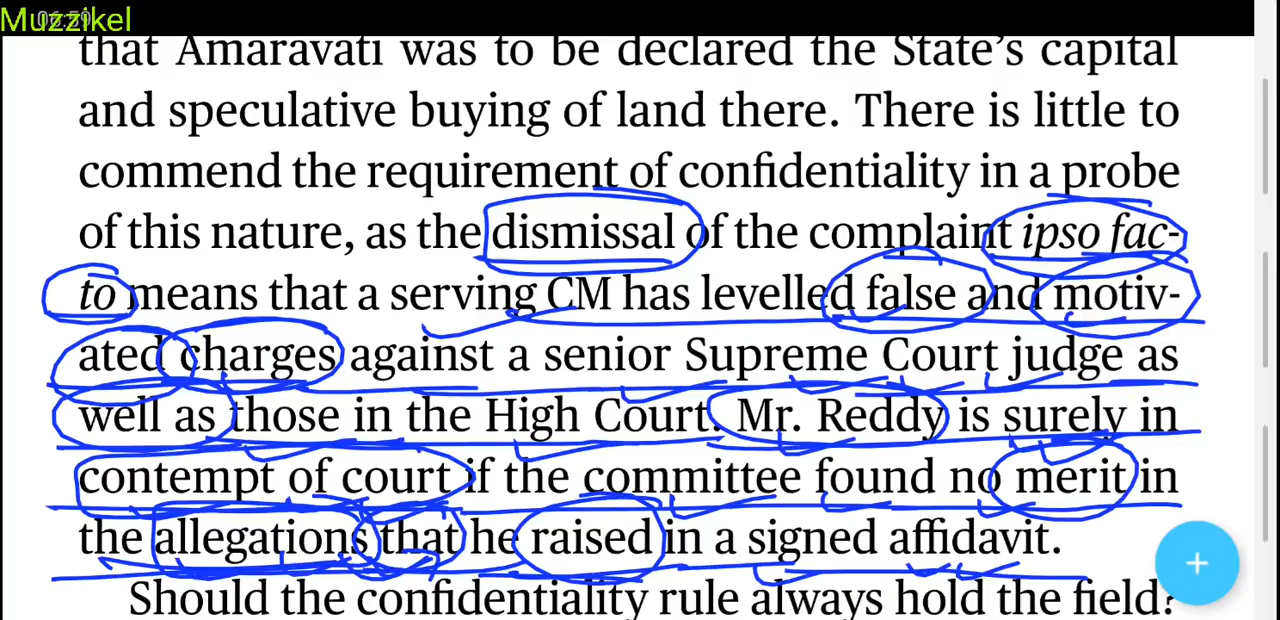 Muzzikel
06:59
that Amaravati was to be declared the State's capital
and speculative buying of land there. There is little to
commend the requirement of confidentiality in a probe
of this nature, as the dismissal of the complaint ipso fac-
to means that a serving CM has levelled false and motiv-
ated charges against a senior Supreme Court judge as
well as those in the High Court. Mr. Reddy is surely in
contempt of court if the committee found no merit in
the allegations that he raised in a signed affidavit.
Should the confidentiality rule always hold the field?